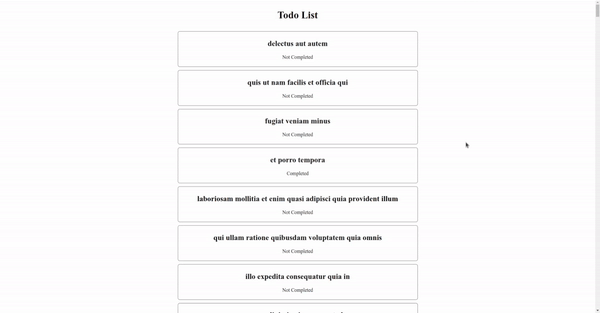 Todo List
delectus aut autem
Not Completed
quis ut nam facilis et officia qui
Not Completed
fugiat veniam minus
Not Completed
et porro tempora
Completed
laboriosam mollitia et enim quasi adipisci quia provident illum
Not Completed
qui ullam ratione quibusdam voluptatem quia omnis
Not Completed
illo expedita consequatur quia in
Not Completed